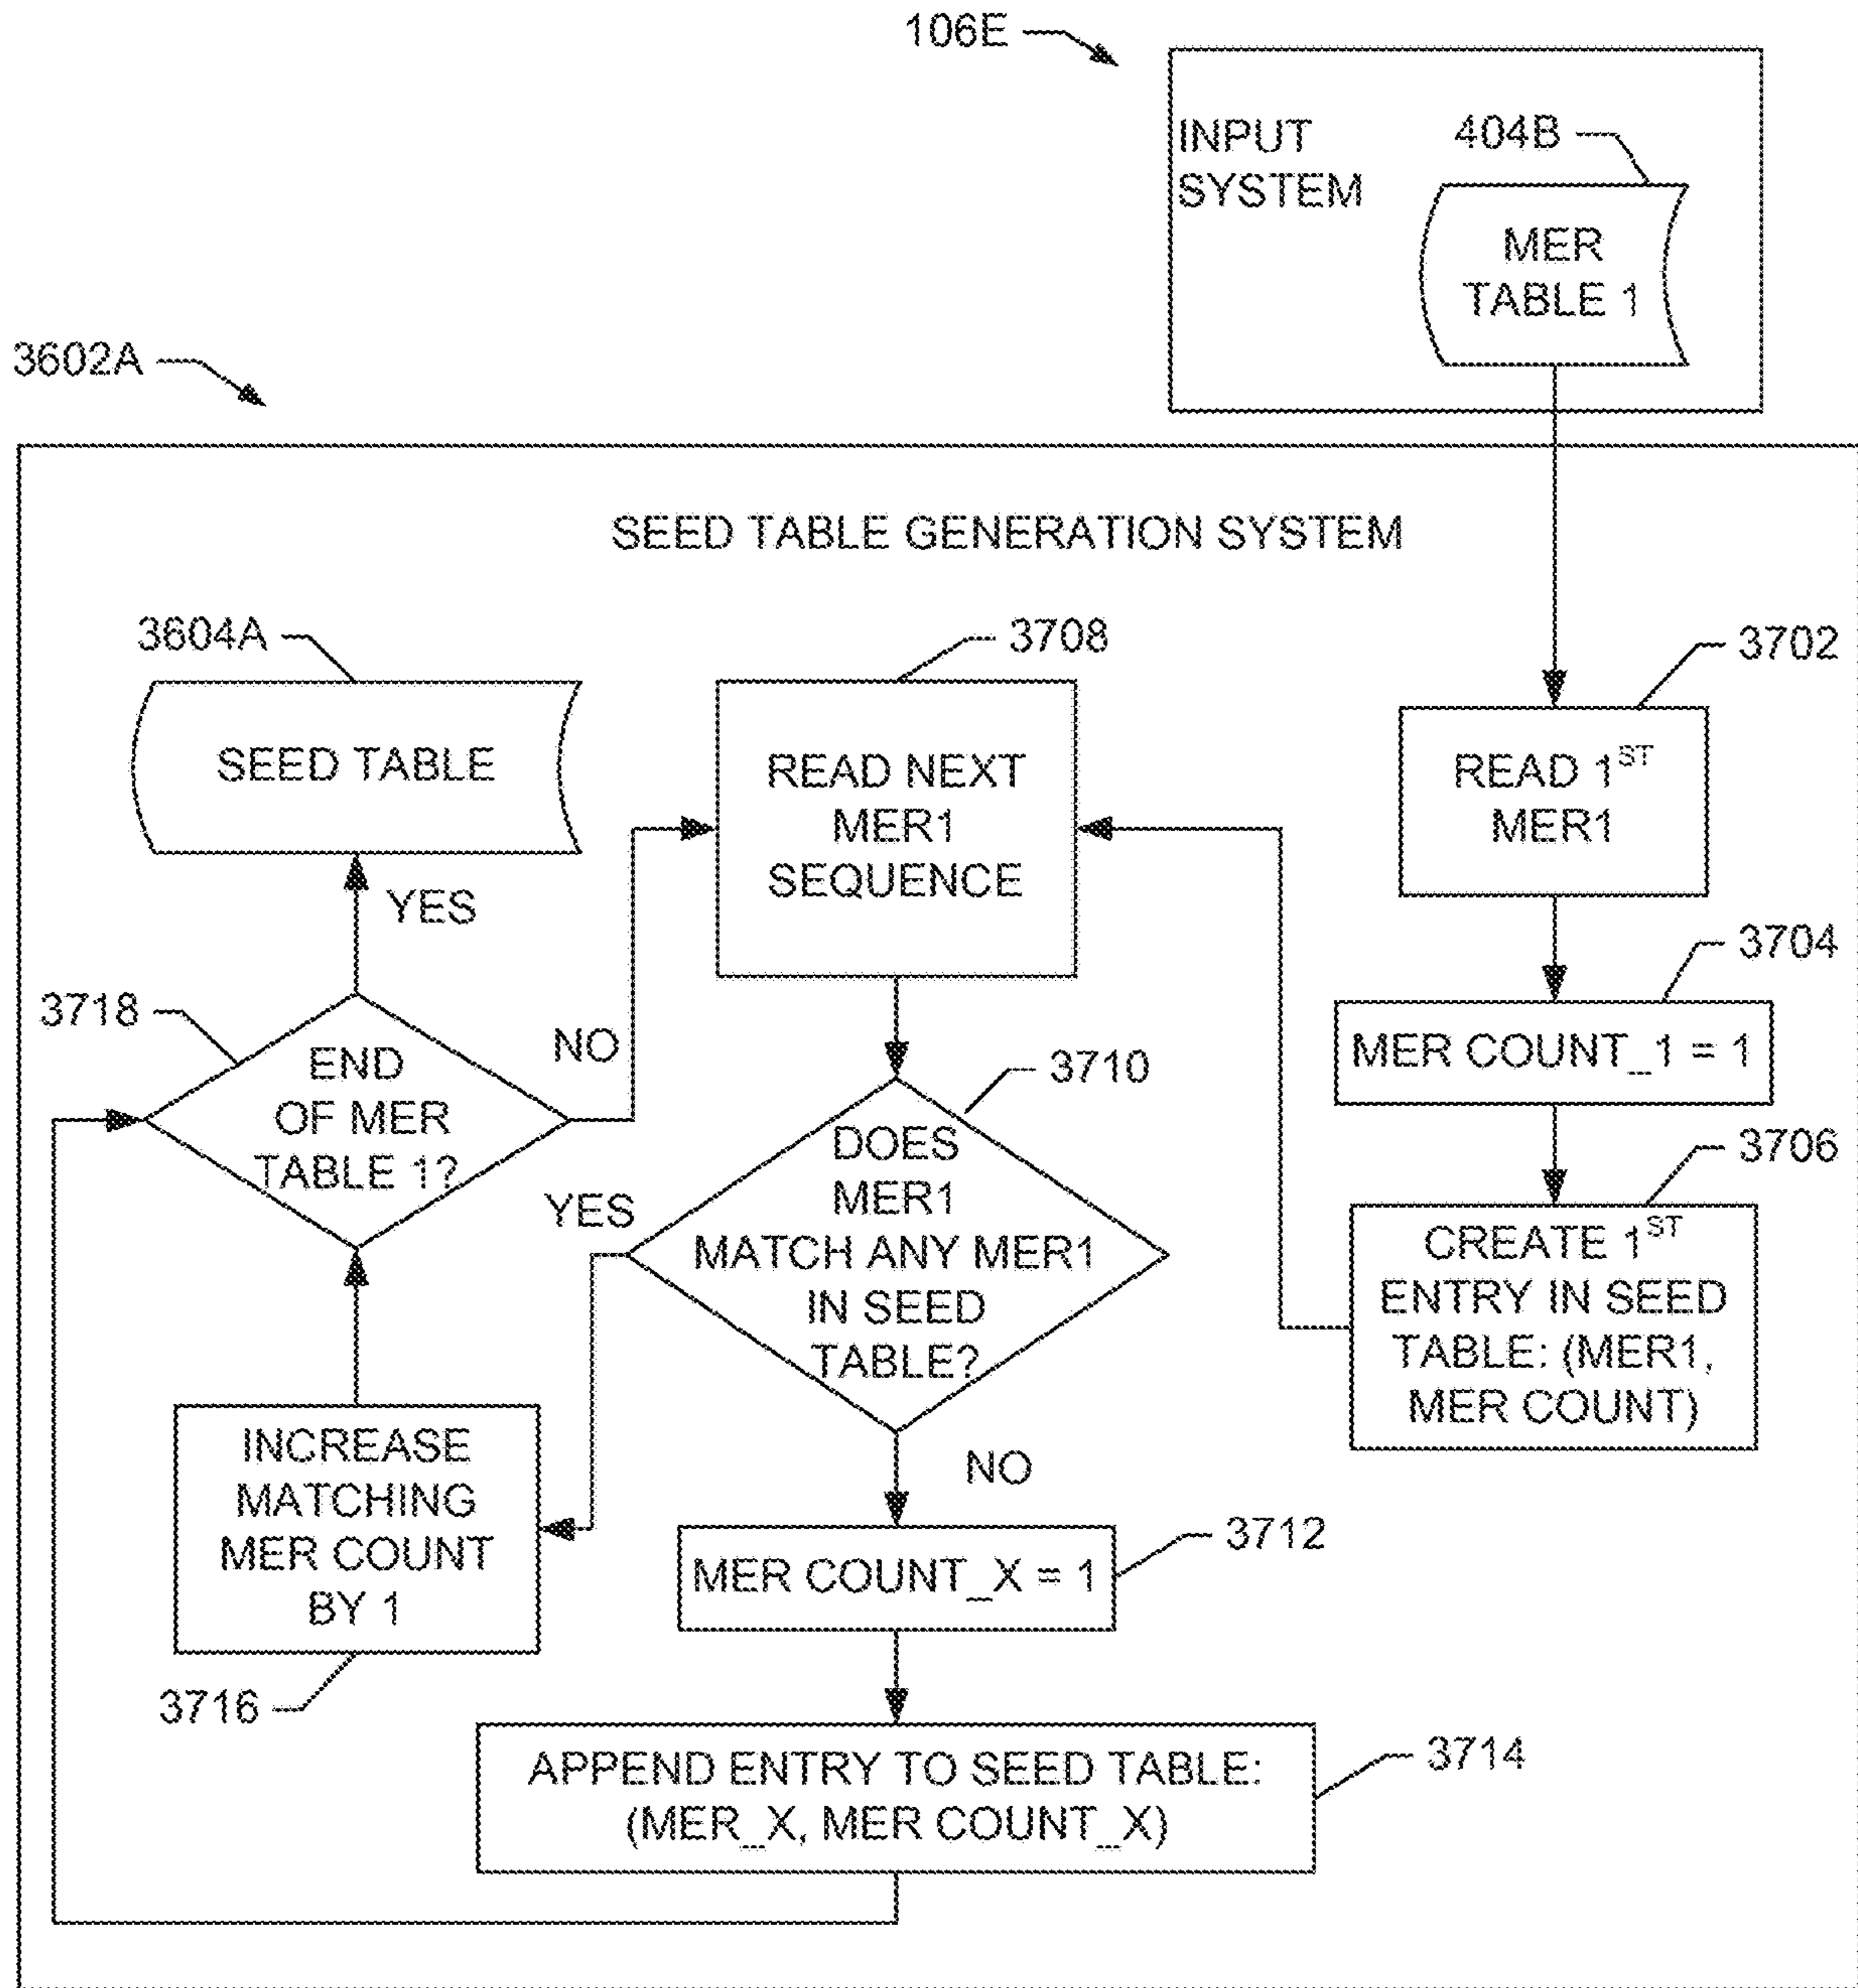 106E
INPUT
SYSTEM
404B
MER
TABLE 1
3602A
SEED TABLE GENERATION SYSTEM
3604A
SEED TABLE
3708
READ NEXT
MER1
SEQUENCE
3702
READ 1ST
MER1
YES
3704
MER COUNT_1 = 1
3718
END
OF MER
TABLE 1?
NO
3710
DOES
MER1
MATCH ANY MER1
IN SEED
TABLE?
YES
3706
CREATE 1ST
ENTRY IN SEED
TABLE: (MER1,
MER COUNT)
INCREASE
MATCHING
MER COUNT
BY 1
3716
NO
3712
MER COUNT_X = 1
3714
APPEND ENTRY TO SEED TABLE:
(MER_X, MER COUNT_X)